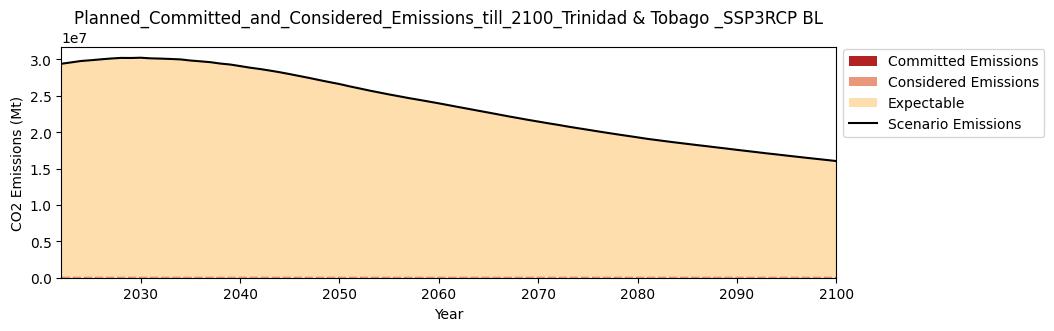 Planned_Committed_and_Considered_Emissions_till_2100_Trinidad & Tobago _SSP3RCP BL
1e7
3.0
2.5
2.0
1.5
1.0
0.5
0.0
CO2 Emissions (Mt)
2030 2040 2050 2060 2070 2080 2090 2100
Year
Committed Emissions
Considered Emissions
Expectable
Scenario Emissions